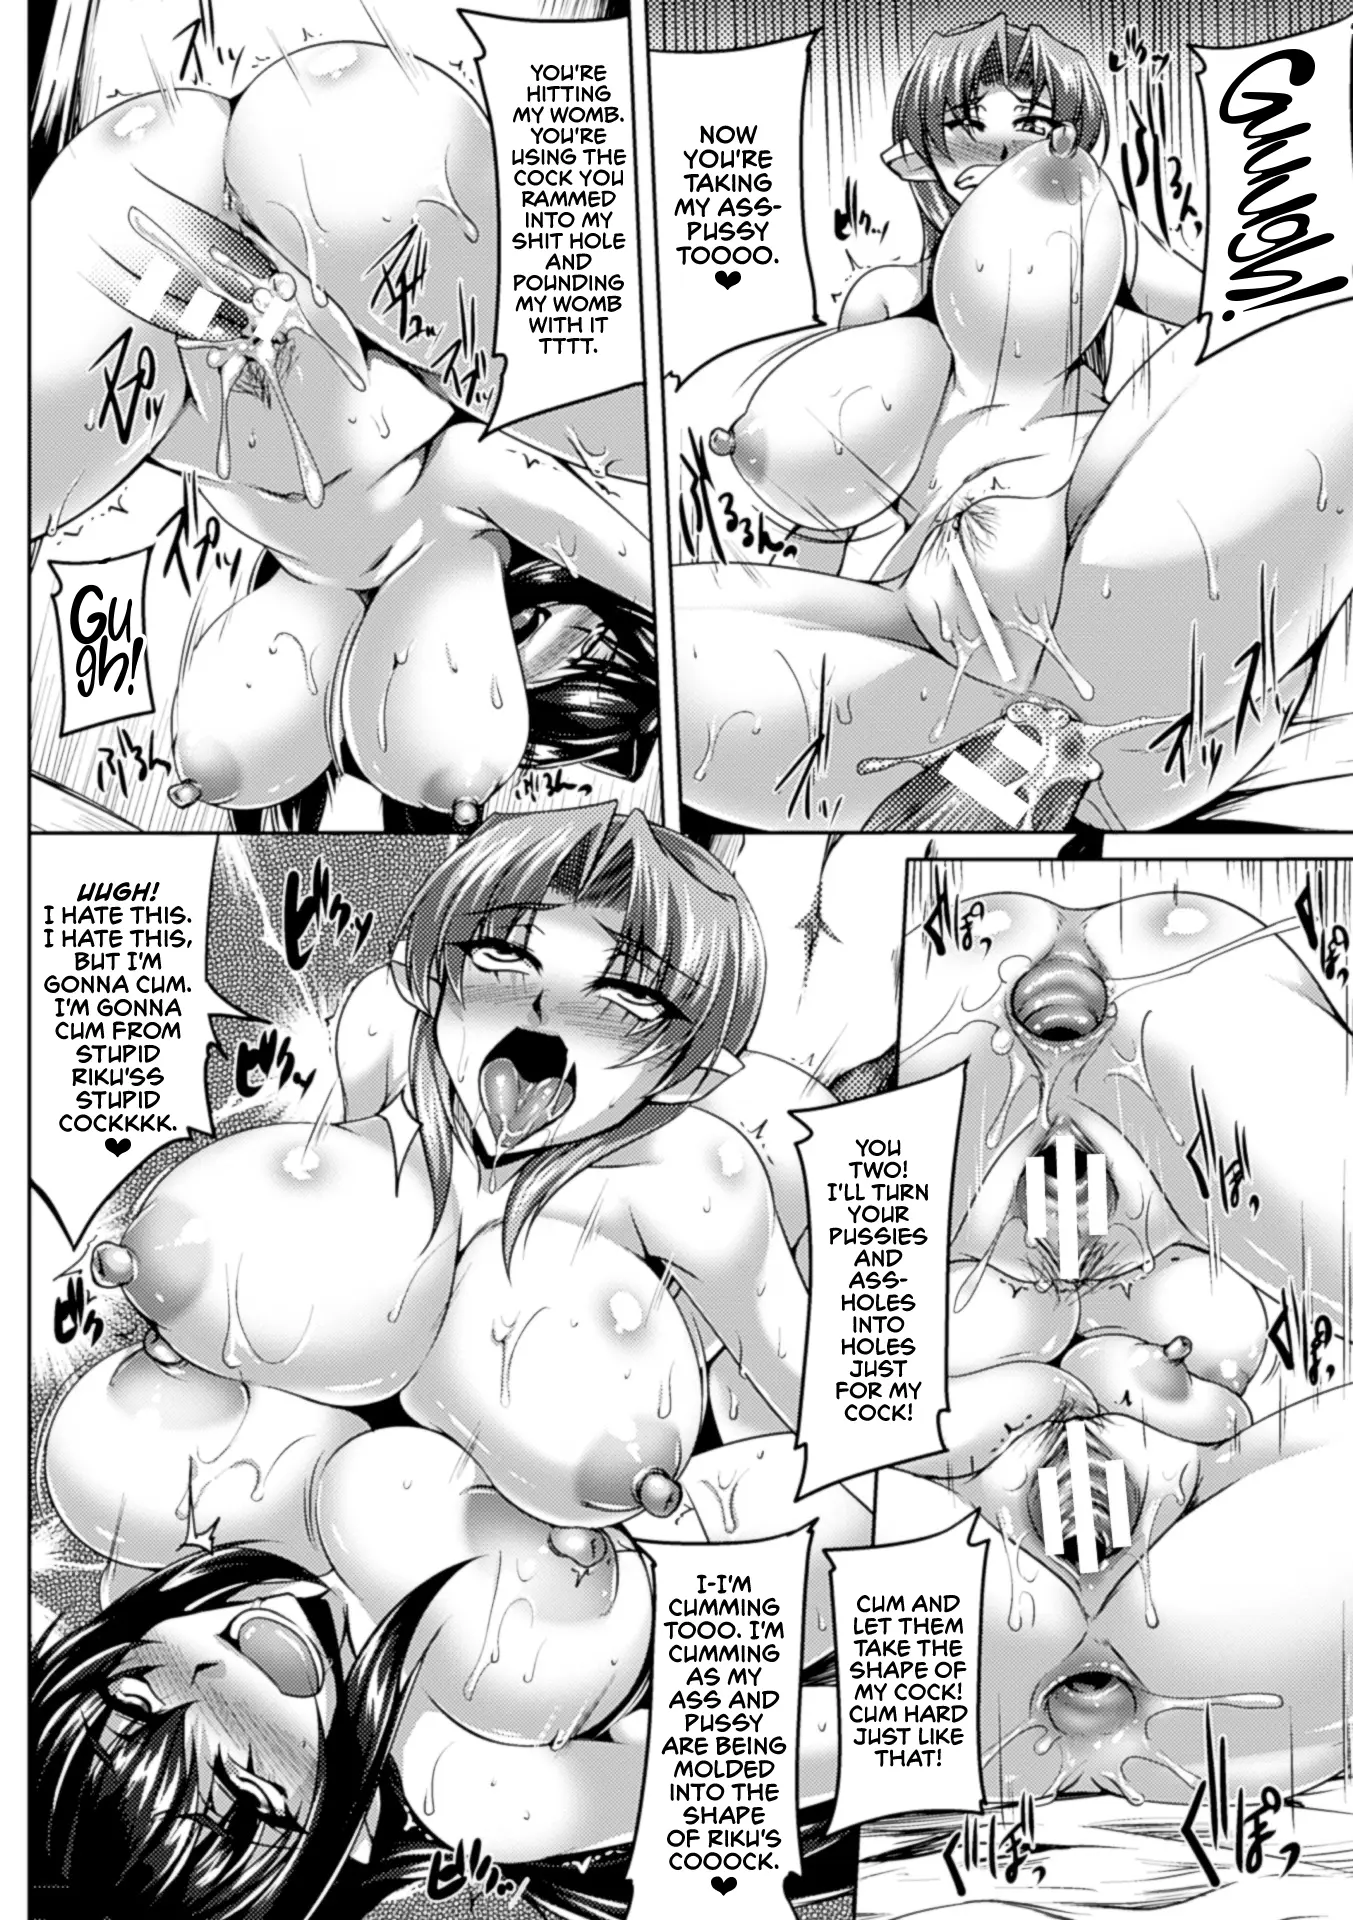 NOW
YOU'RE
TAKING
MY ASS-
PUSSY
TOOOO.
♥
YOU'RE
HITTING
MY WOMB.
YOU'RE
USING THE
COCK YOU
RAMMED
INTO MY
SHIT HOLE
AND
POUNDING
MY WOMB
WITH IT
TTTT.
Gu
gh!
YOU
TWO!
I'LL TURN
YOUR
PUSSIES
AND
ASS-
HOLES
INTO
HOLES
JUST
FOR MY
COCK!
CUM AND
LET THEM
TAKE THE
SHAPE OF
MY COCK!
CUM HARD
JUST LIKE
THAT!
UUGH!
I HATE THIS.
I HATE THIS,
BUT I'M
GONNA CUM.
I'M GONNA
CUM FROM
STUPID
RIKU'SS
STUPID
COCKKKK.
♥
I-I'M
CUMMING
TOOO. I'M
CUMMING
AS MY
ASS AND
PUSSY
ARE BEING
MOLDED
INTO THE
SHAPE
OF RIKU'S
COOOCK.
♥